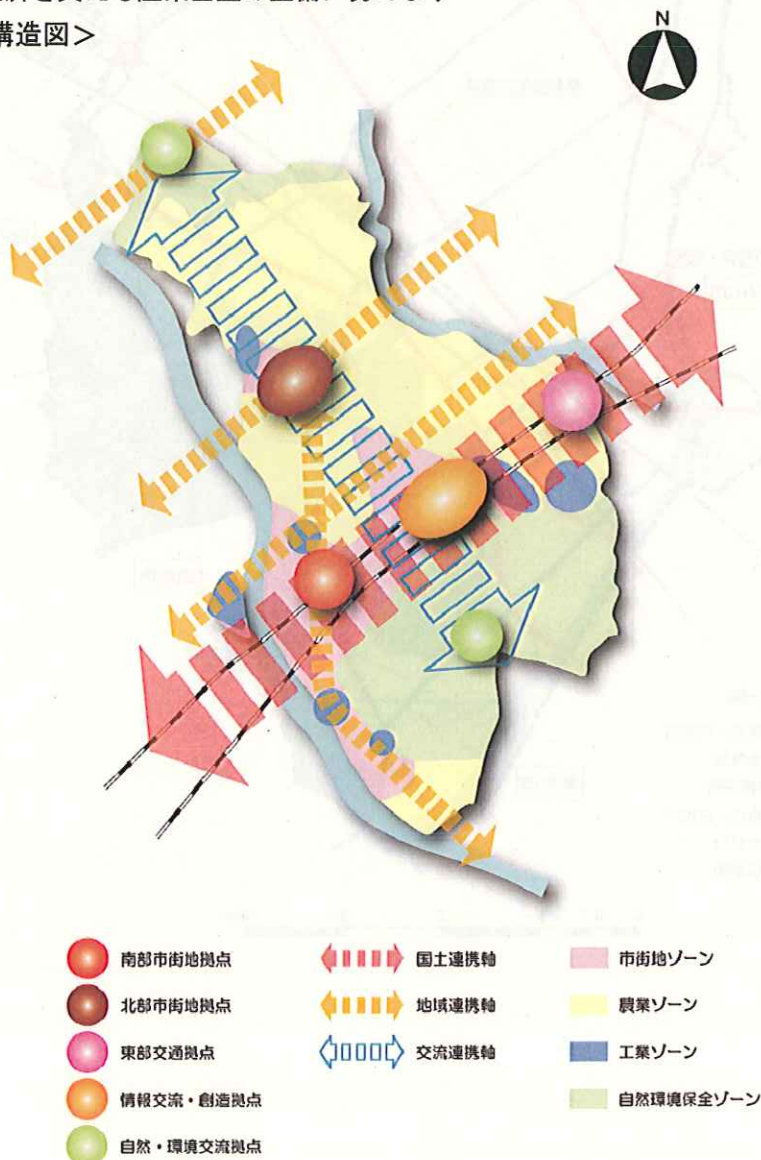 構造図＞
N
南部市街地拠点
北部市街地拠点
東部交通拠点
情報交流・創造拠点
自然・環境交流拠点
国土連携軸
地域連携軸
交流連携軸
市街地ゾーン
農業ゾーン
工業ゾーン
自然環境保全ゾーン